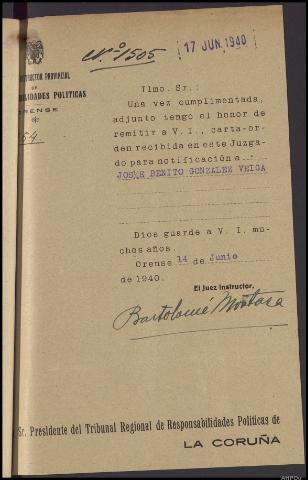 Nº 1505
17 JUN. 1940
INSTRUCTOR PROVINCIAL
DE
POLITICAS
ORENSE
Ilmo. Sr.:
Una vez cumplimentada,
adjunto tengo el honor de
remitir a V. I., carta-or-
den recibida en este Juzga-
do para notificación a
JOSE BENITO GONZALEZ VEIGA
Dios guarde a V. I. mu-
chos años.
Orense 14 de Junio
de 1940.
El Juez Instructor,
Bartolomé
Sr. Presidente del Tribunal Regional de Responsabilidades Políticas de
LA CORUÑA